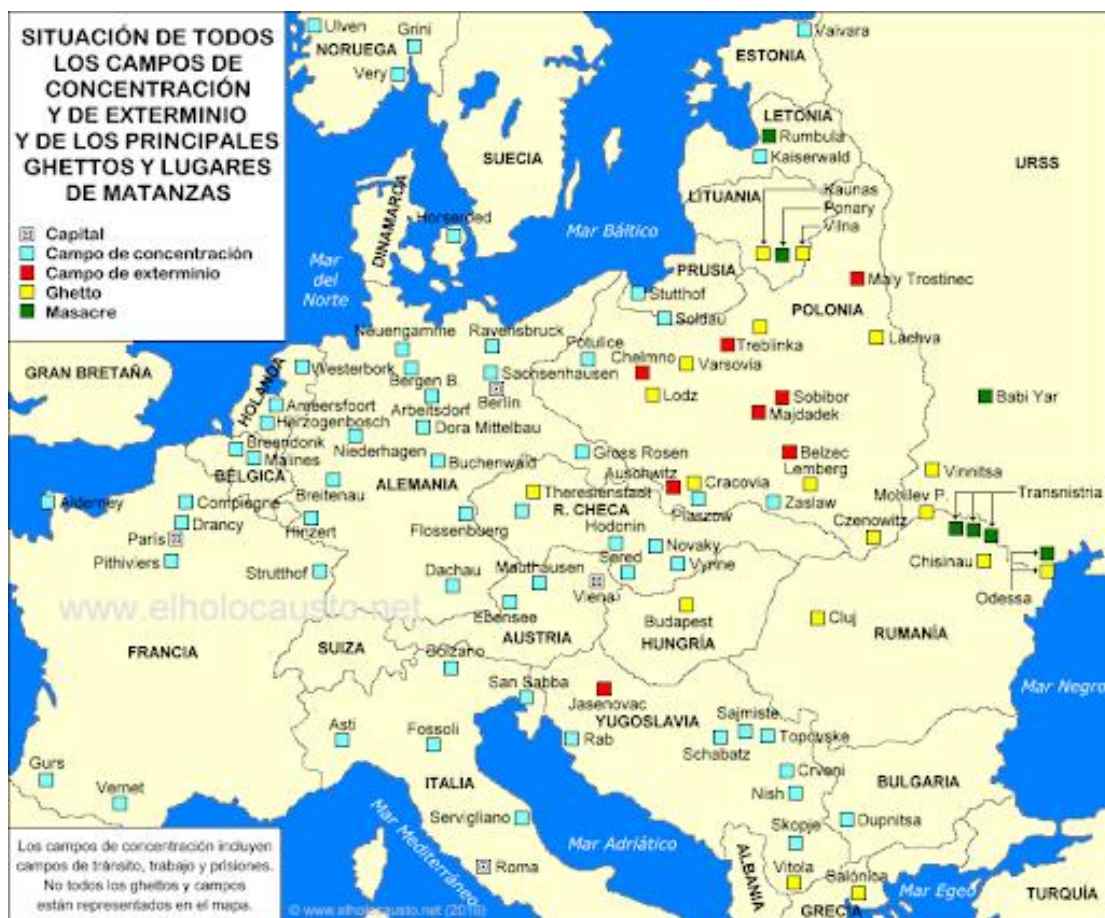 SITUACIÓN DE TODOS
LOS CAMPOS DE
CONCENTRACIÓN
Y DE EXTERMINIO
Y DE LOS PRINCIPALES
GHETTOS Y LUGARES
DE MATANZAS
Capital
Campo de concentración
Campo de exterminio
Ghetto
Masacre
Ulven
Grini
NORUEGA
Very
SUECIA
Vaivara
ESTONIA
LETONIA
Rumbula
Kaiserwald
URSS
LITUANIA
Kaunas
Ponary
Vilna
DINAMARCA
Horserded
Mar Báltico
Mar
del
Norte
PRUSIA
Maly Trostinec
Stutthof
Soldau
POLONIA
Lachva
Neuengamme
Ravensbruck
Potulice
Treblinka
Chelmno
Varsovia
GRAN BRETAÑA
HOLANDA
Westerbork
Bergen B.
Sachsenhausen
Berlin
Lodz
Sobibor
Majdadek
Babi Yar
Amersfoort
Arbeitsdorf
Herzogenbosch
Dora Mittelbau
Breendonk
Niederhagen
Malines
BÉLGICA
Buchenwald
Gross Rosen
Belzec
Lemberg
Auschwitz
Vinnitsa
Breitenau
ALEMANIA
Theresienstadt
Cracovia
Alderney
Compiegne
Plaszow
Zaslaw
Mohilev P.
Transnistria
Drancy
Hinzert
Flossenbuerg
R. CHECA
Hodonin
Czenowitz
París
Pithiviers
Strutthof
Novaky
Sered
Vyhne
Chisinau
Dachau
Mauthausen
Viena
Odessa
www.elholocausto.net
Ebensee
Budapest
Cluj
AUSTRIA
HUNGRÍA
RUMANÍA
FRANCIA
SUIZA
Bolzano
San Sabba
Jasenovac
Mar Negro
YUGOSLAVIA
Asti
Fossoli
Rab
Sajmiste
Schabatz
Topovske
Gurs
Vernet
ITALIA
Crveni
BULGARIA
Nish
Servigliano
Mar Adriático
Skopje
Dupnitsa
Mar Mediterráneo
Roma
ALBANIA
Vitola
Salónica
GRECIA
Mar Egeo
TURQUÍA
Los campos de concentración incluyen
campos de tránsito, trabajo y prisiones.
No todos los ghettos y campos
están representados en el mapa.